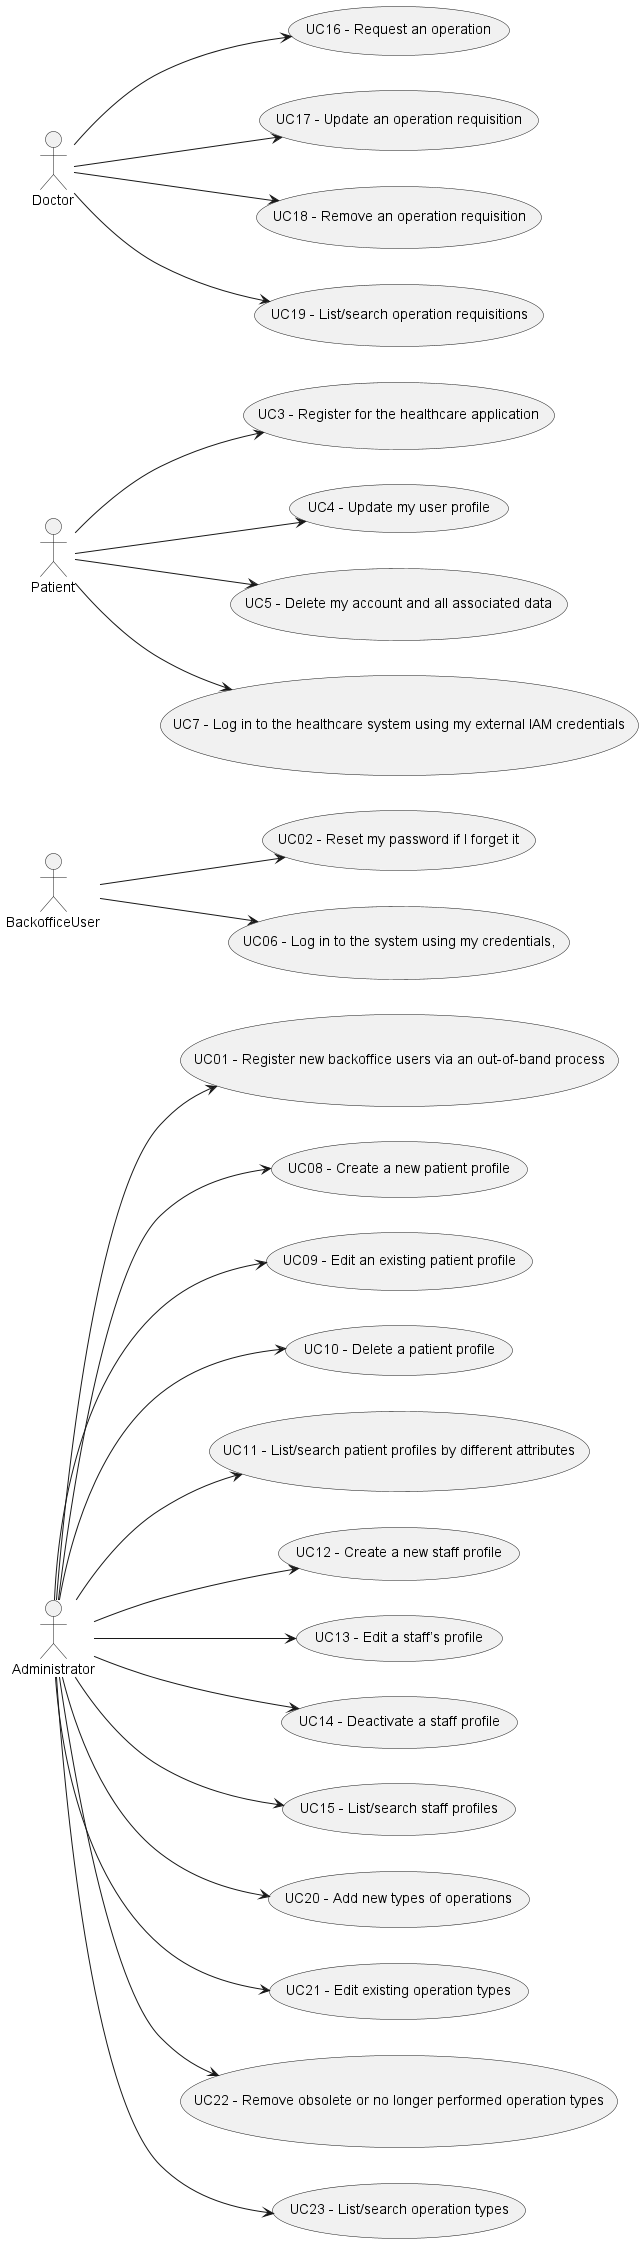 UC16 - Request an operation
UC17 - Update an operation requisition
Doctor
UC18 - Remove an operation requisition
UC19 - List/search operation requisitions
UC3 - Register for the healthcare application
UC4 - Update my user profile
Patient
UC5 - Delete my account and all associated data
UC7 - Log in to the healthcare system using my external IAM credentials
UC02 - Reset my password if I forget it
BackofficeUser
UC06 - Log in to the system using my credentials,
UC01 - Register new backoffice users via an out-of-band process
UC08 - Create a new patient profile
UC09 - Edit an existing patient profile
UC10 - Delete a patient profile
UC11 - List/search patient profiles by different attributes
UC12 - Create a new staff profile
UC13 - Edit a staff's profile
Administrator
UC14 - Deactivate a staff profile
UC15 - List/search staff profiles
UC20 - Add new types of operations
UC21 - Edit existing operation types
UC22 - Remove obsolete or no longer performed operation types
UC23 - List/search operation types